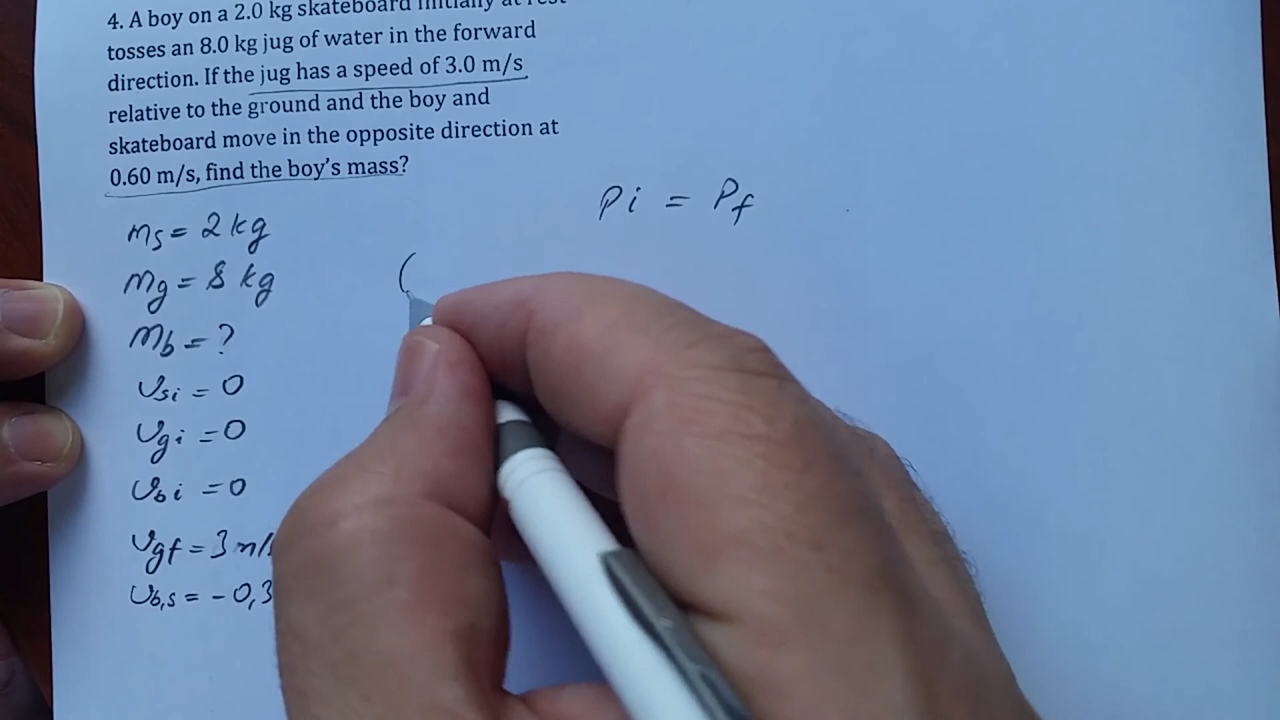 4. A boy on a 2.0 kg skateboard initially at rest
tosses an 8.0 kg jug of water in the forward
direction. If the jug has a speed of 3.0 m/s
relative to the ground and the boy and
skateboard move in the opposite direction at
0.60 m/s, find the boy's mass?
Pi = Pf
ms = 2 kg
mg = 8 kg
(
mb = ?
vsi = 0
vgi = 0
vbi = 0
vgf = 3 m/s
vb,s = - 0,3